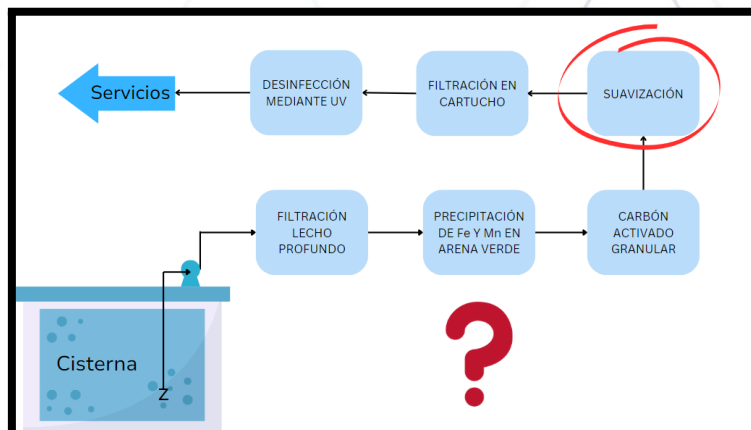 Servicios
DESINFECCIÓN
MEDIANTE UV
FILTRACIÓN EN
CARTUCHO
SUAVIZACIÓN
FILTRACIÓN
LECHO
PROFUNDO
PRECIPITACIÓN
DE Fe Y Mn EN
ARENA VERDE
CARBÓN
ACTIVADO
GRANULAR
Cisterna
Z
?